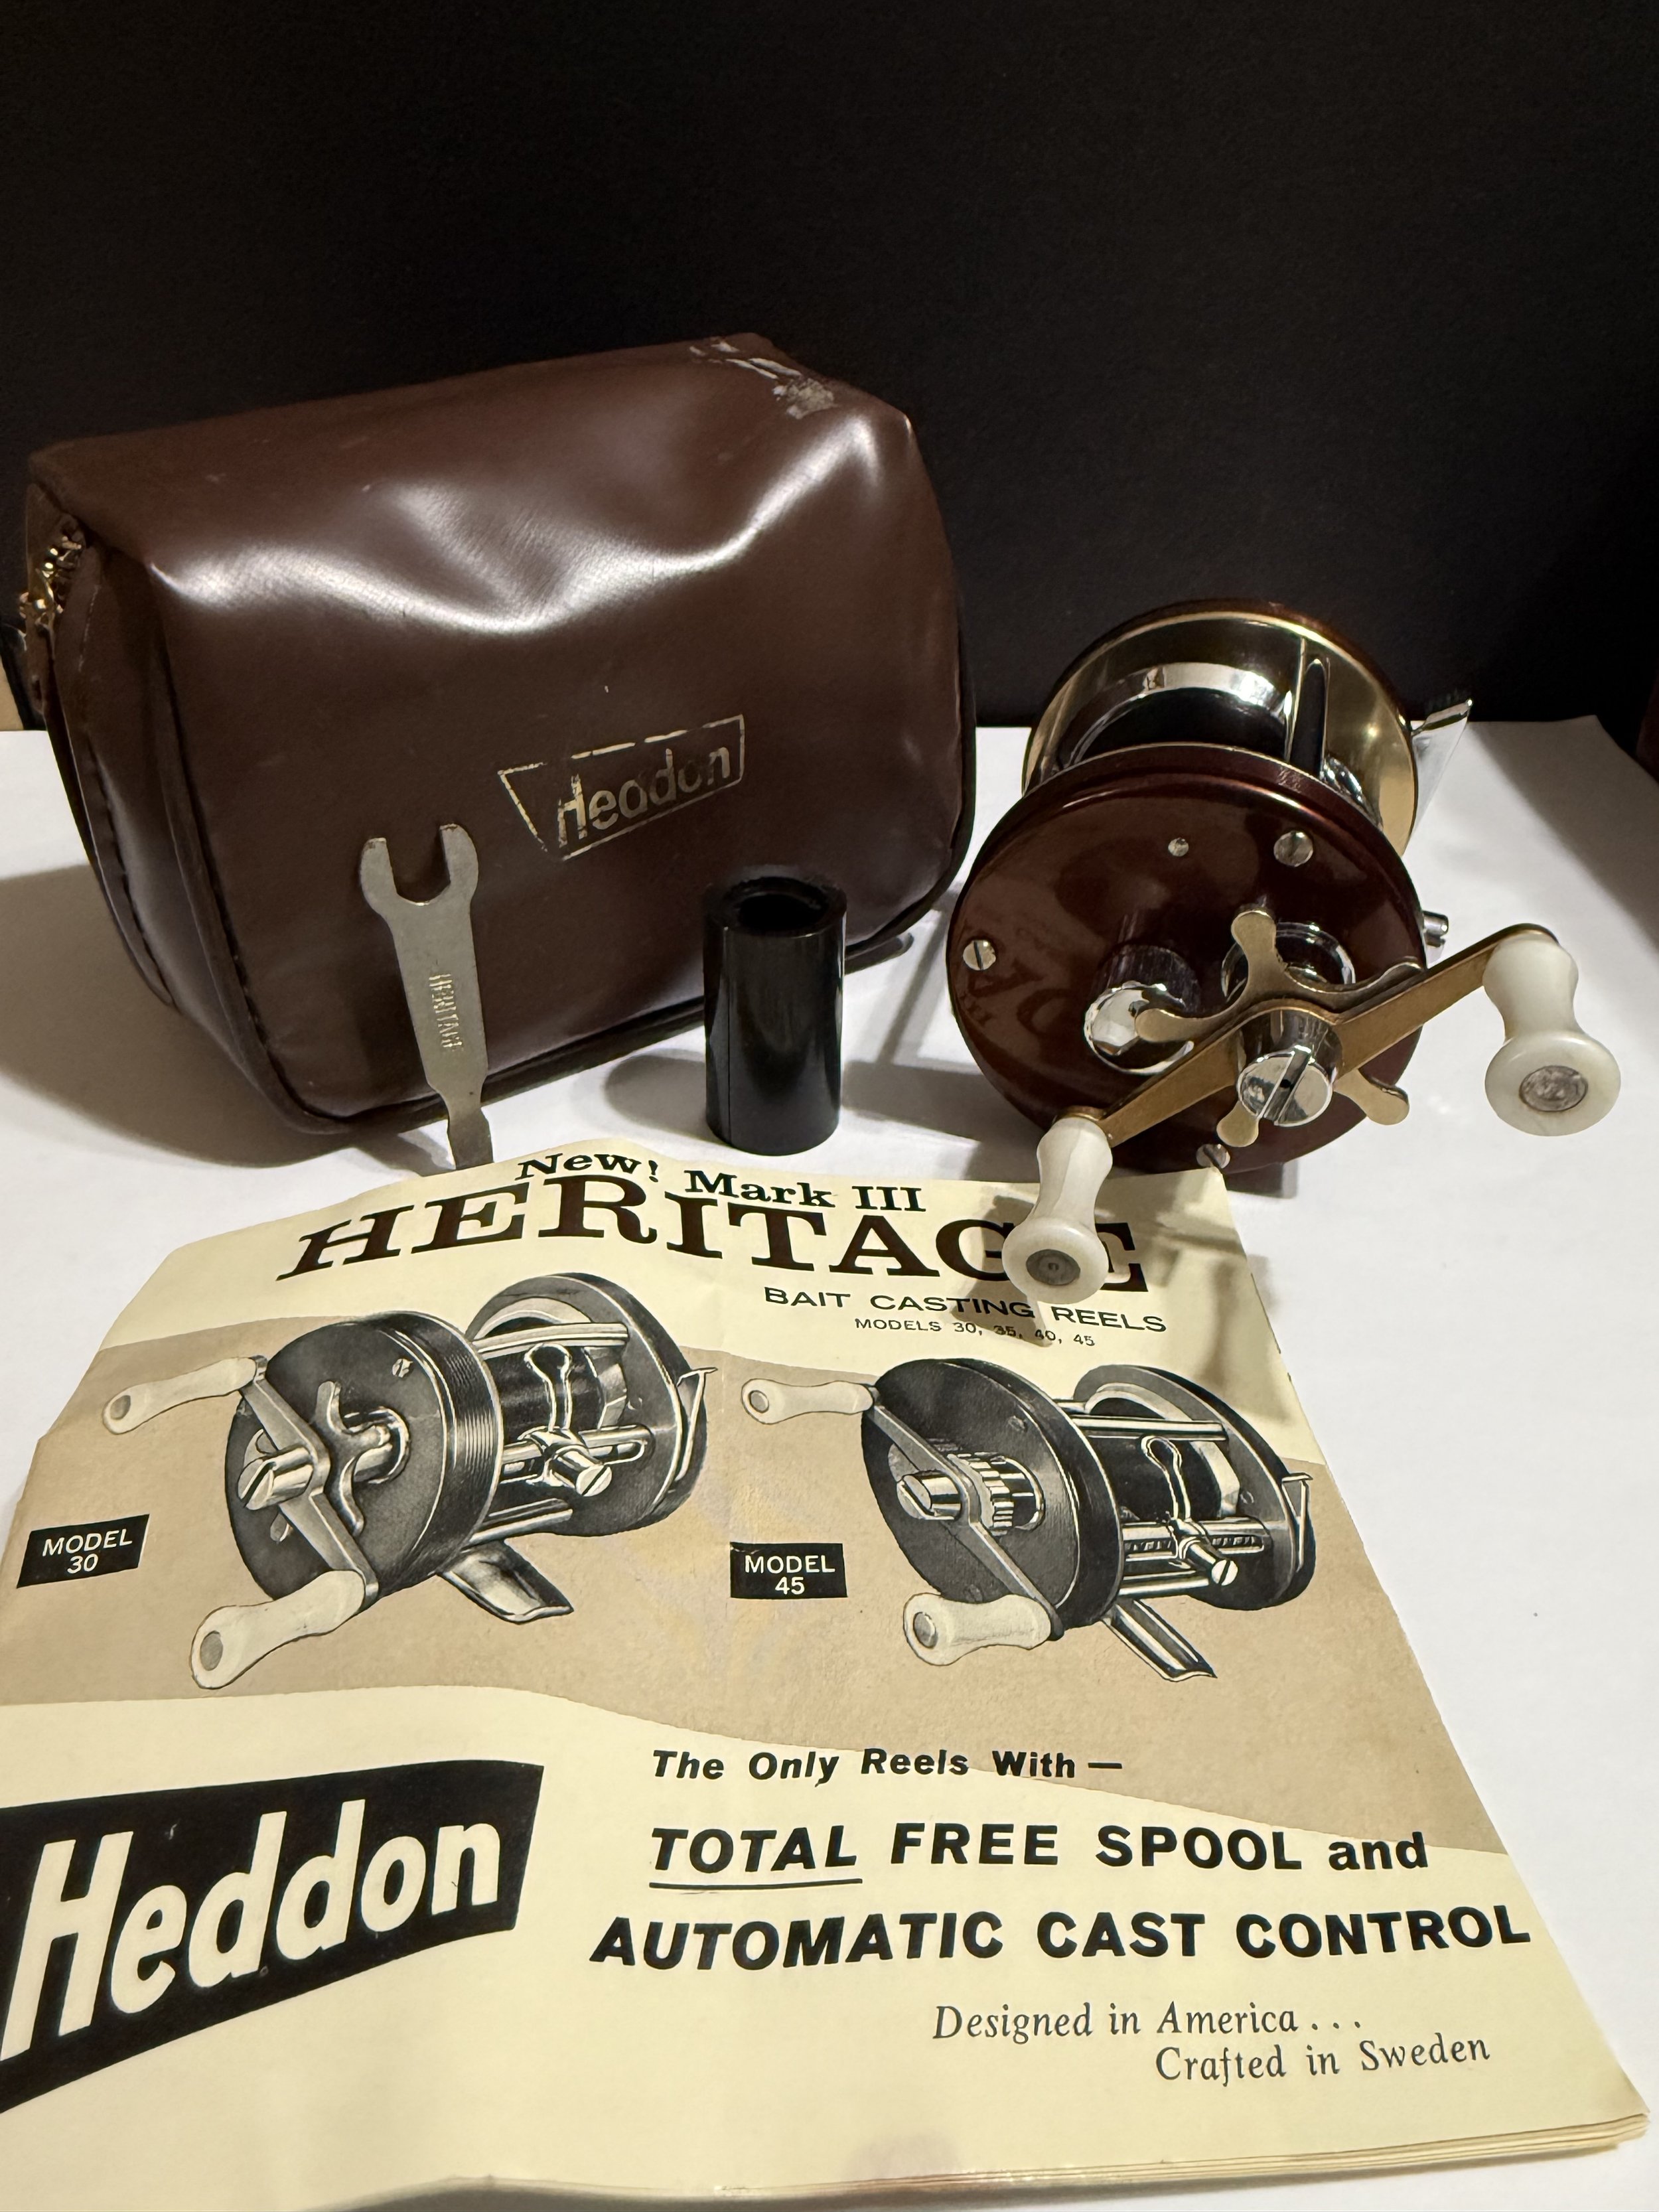 Heddon
HERITAGE
New! Mark III
HERITAGE
BAIT CASTING REELS
MODELS 30, 35, 40, 45
MODEL
30
MODEL
45
The Only Reels With —
TOTAL FREE SPOOL and
AUTOMATIC CAST CONTROL
Heddon
Designed in America . . .
Crafted in Sweden